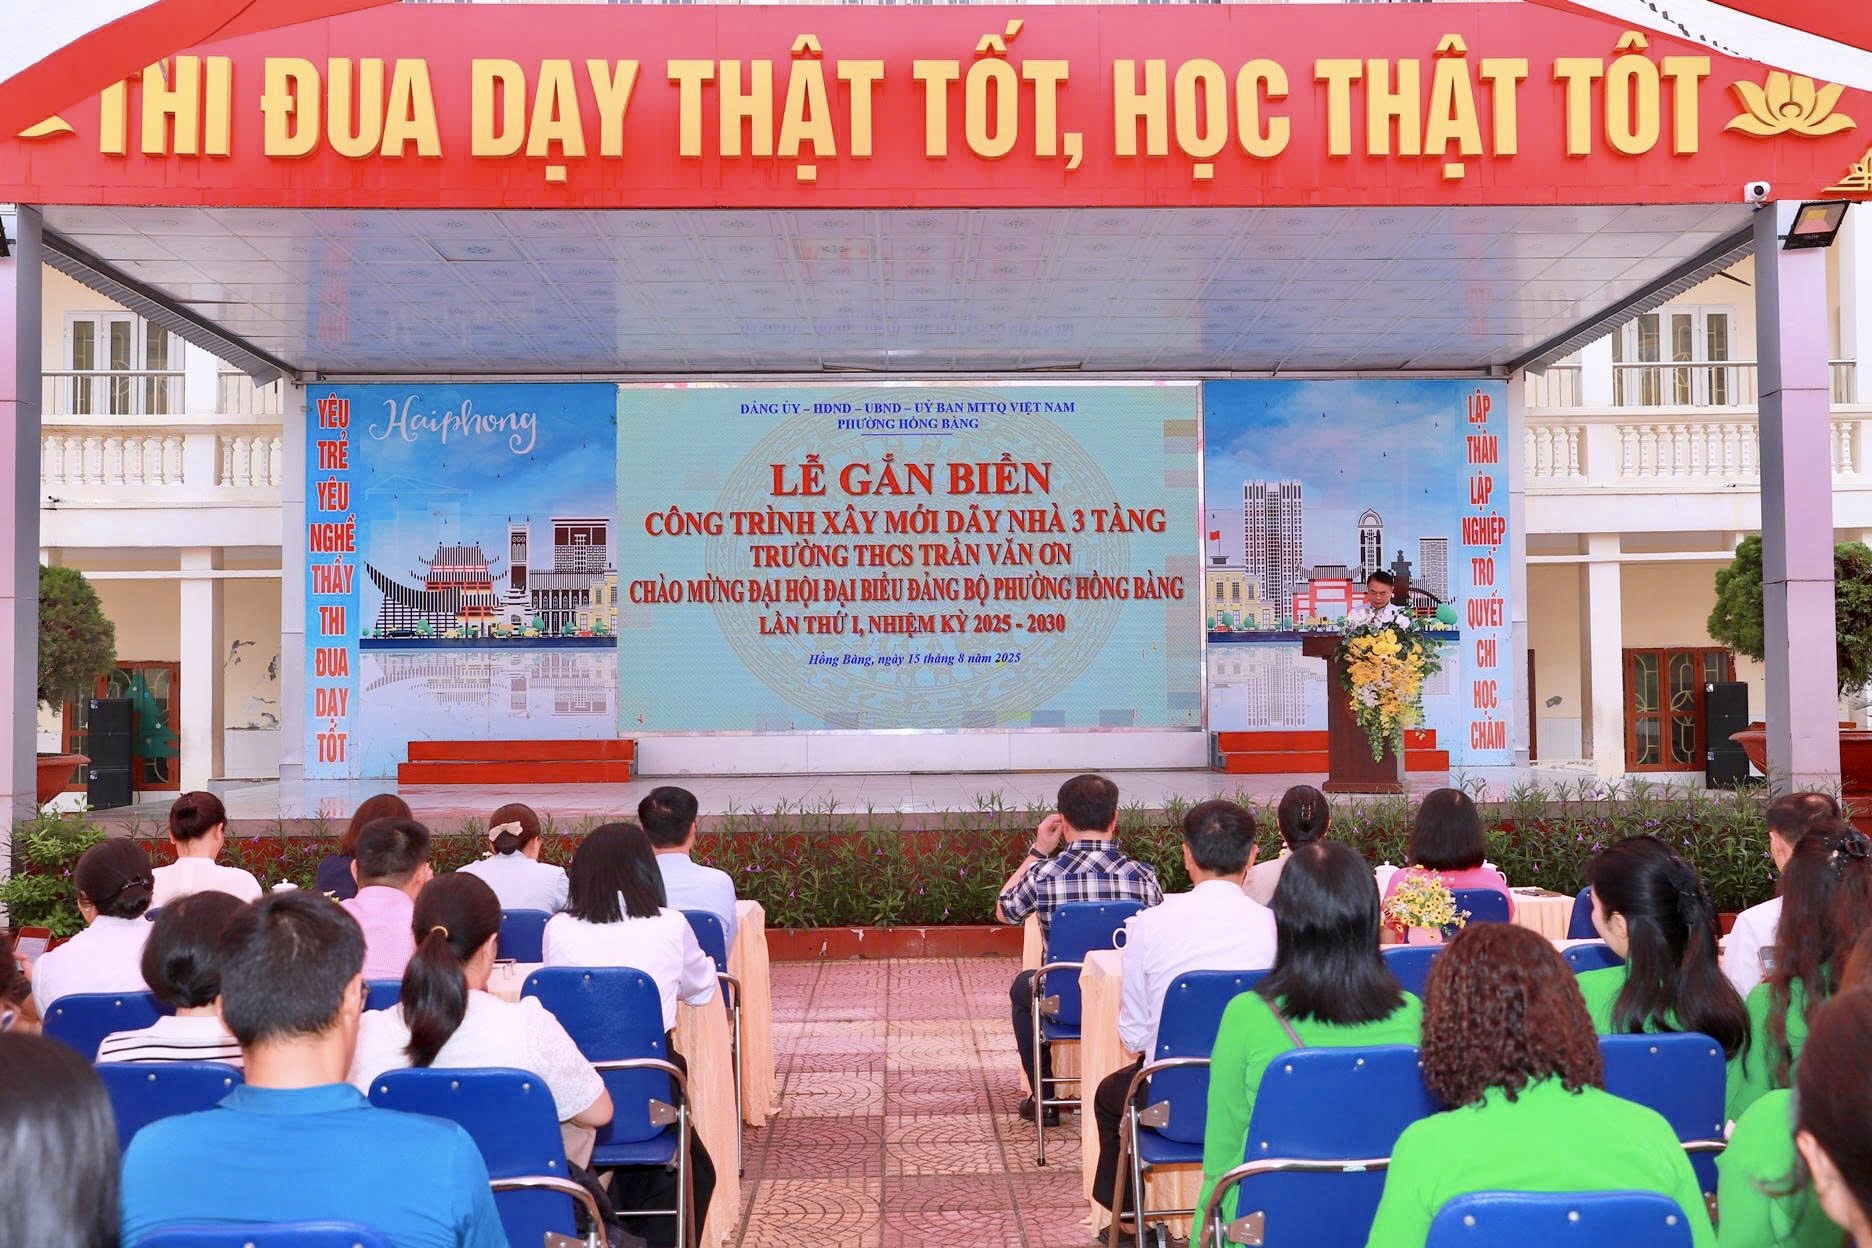 THI ĐUA DẠY THẬT TỐT, HỌC THẬT TỐT
YÊU
TRẺ
YÊU
NGHỀ
THẦY
THI
ĐUA
DẠY
TỐT
Haiphong
ĐẢNG ỦY – HĐND – UBND – UỶ BAN MTTQ VIỆT NAM
PHƯỜNG HỒNG BÀNG
LỄ GẮN BIỂN
CÔNG TRÌNH XÂY MỚI DÃY NHÀ 3 TẦNG
TRƯỜNG THCS TRẦN VĂN ƠN
CHÀO MỪNG ĐẠI HỘI ĐẠI BIỂU ĐẢNG BỘ PHƯỜNG HỒNG BÀNG
LẦN THỨ I, NHIỆM KỲ 2025 - 2030
Hồng Bàng, ngày 15 tháng 8 năm 2025
LẬP
THÂN
LẬP
NGHIỆP
TRÒ
QUYẾT
CHÍ
HỌC
CHĂM